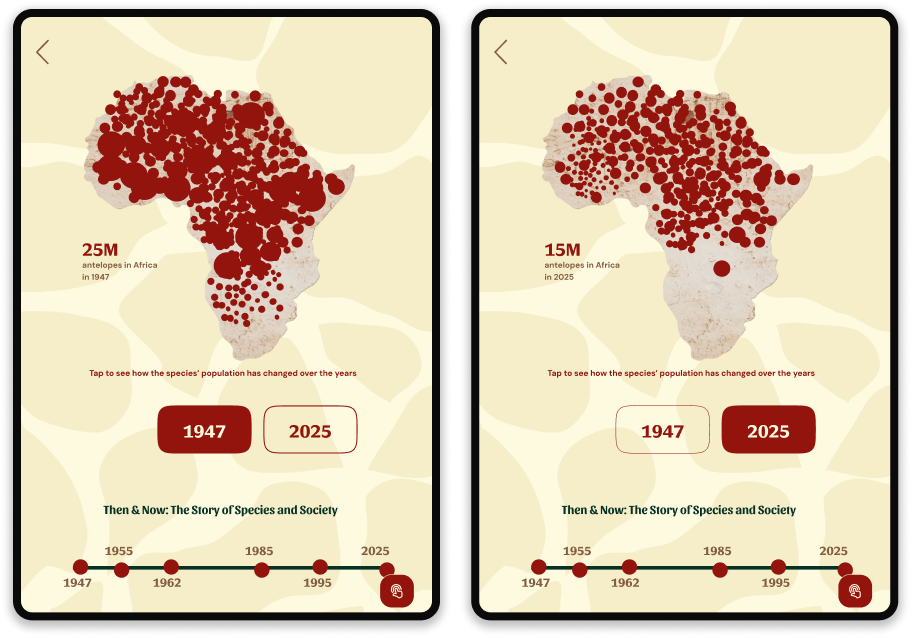 25M
antelopes in Africa
in 1947
Tap to see how the species' population has changed over the years
1947 2025
Then & Now: The Story of Species and Society
1955 1985 2025
1947 1962 1995
15M
antelopes in Africa
in 2025
Tap to see how the species' population has changed over the years
1947 2025
Then & Now: The Story of Species and Society
1955 1985 2025
1947 1962 1995